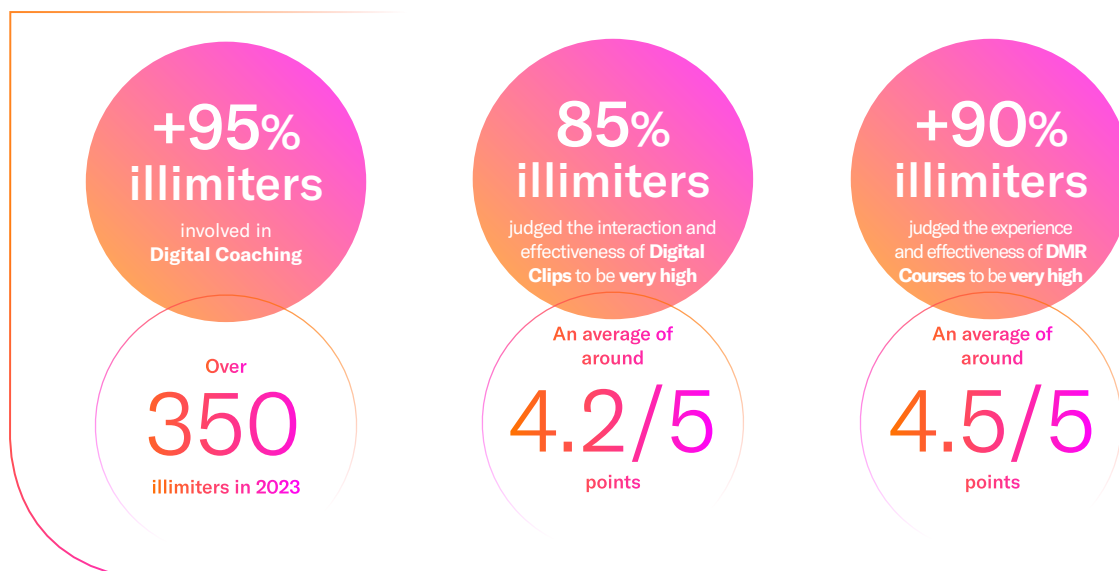 +95%
illimiters
involved in
Digital Coaching
Over
350
illimiters in 2023
85%
illimiters
judged the interaction and
effectiveness of Digital
Clips to be very high
An average of
around
4.2/5
points
+90%
illimiters
judged the experience
and effectiveness of DMR
Courses to be very high
An average of
around
4.5/5
points